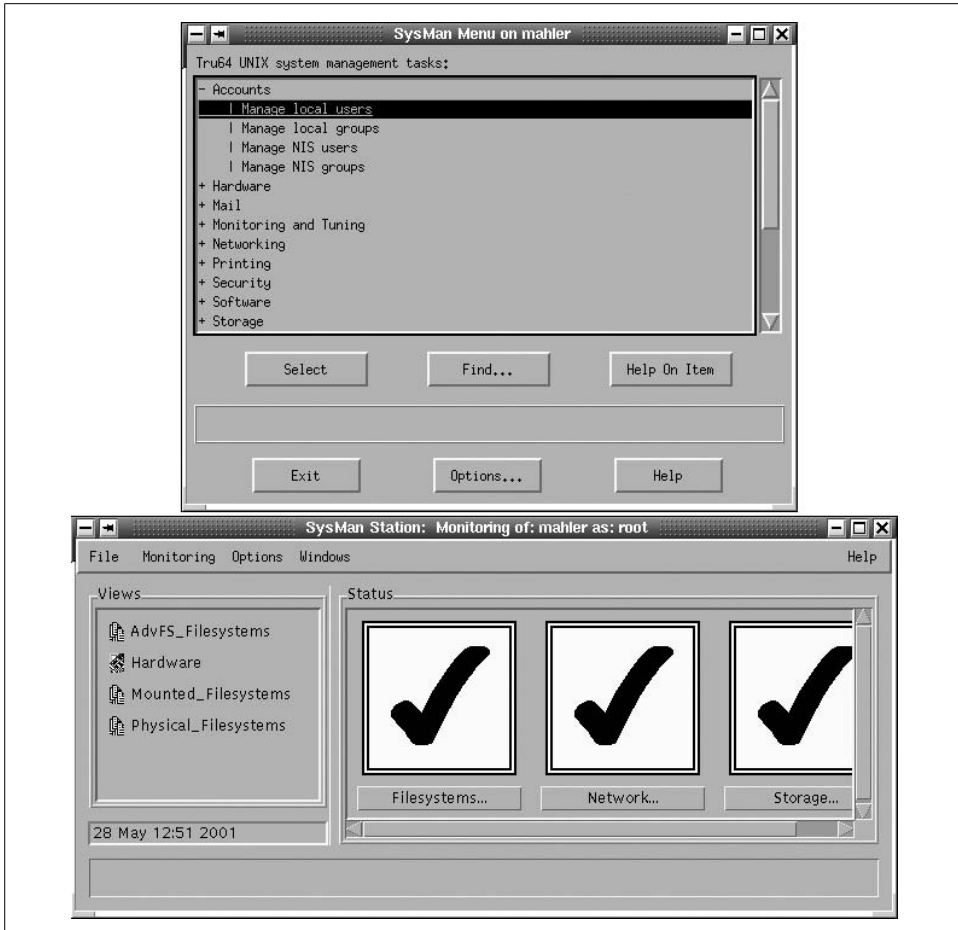 SysMan Menu on mahler
Tru64 UNIX system management tasks:
- Accounts
| Manage local users
| Manage local groups
| Manage NIS users
| Manage NIS groups
+ Hardware
+ Mail
+ Monitoring and Tuning
+ Networking
+ Printing
+ Security
+ Software
+ Storage
Select Find... Help On Item
Exit Options... Help
SysMan Station: Monitoring of: mahler as: root
File Monitoring Options Windows Help
Views
AdvFS_Filesystems
Hardware
Mounted_Filesystems
Physical_Filesystems
28 May 12:51 2001
Status
Filesystems... Network... Storage...